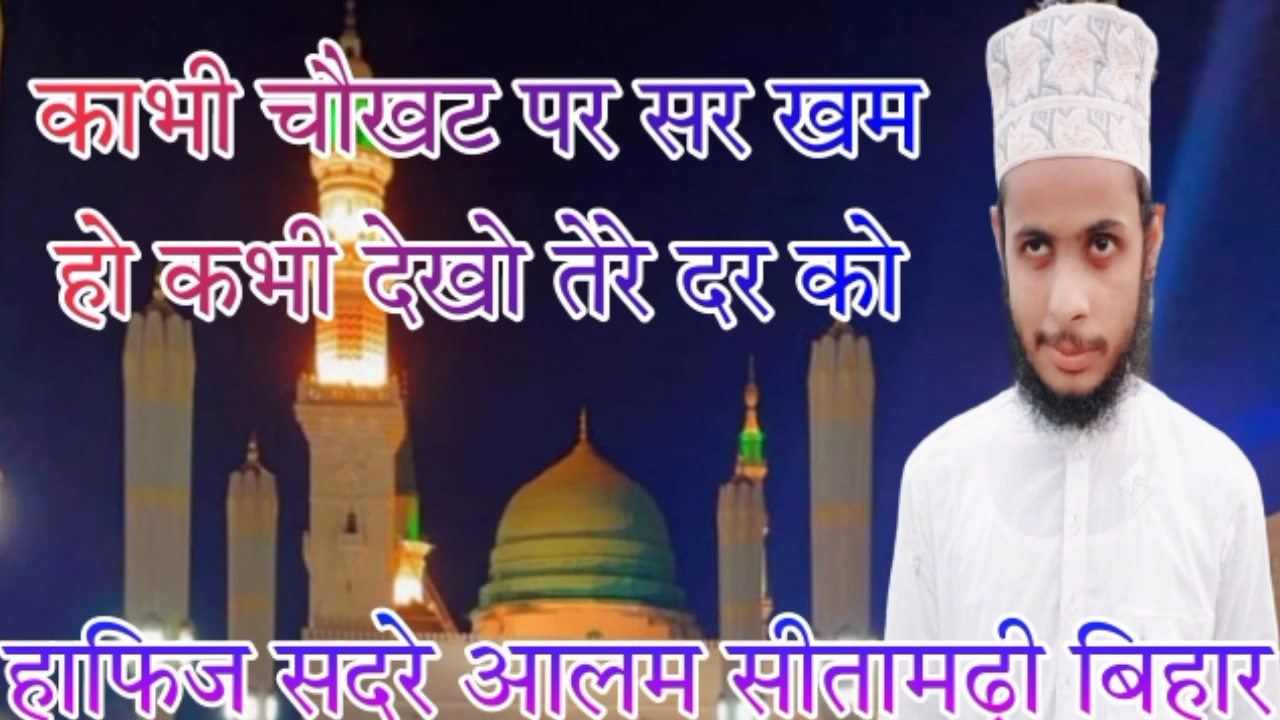 काभी चौखट पर सर खम
हो कभी देखो तेरे दर को
हाफिज सदरे आलम सीतामढ़ी बिहार